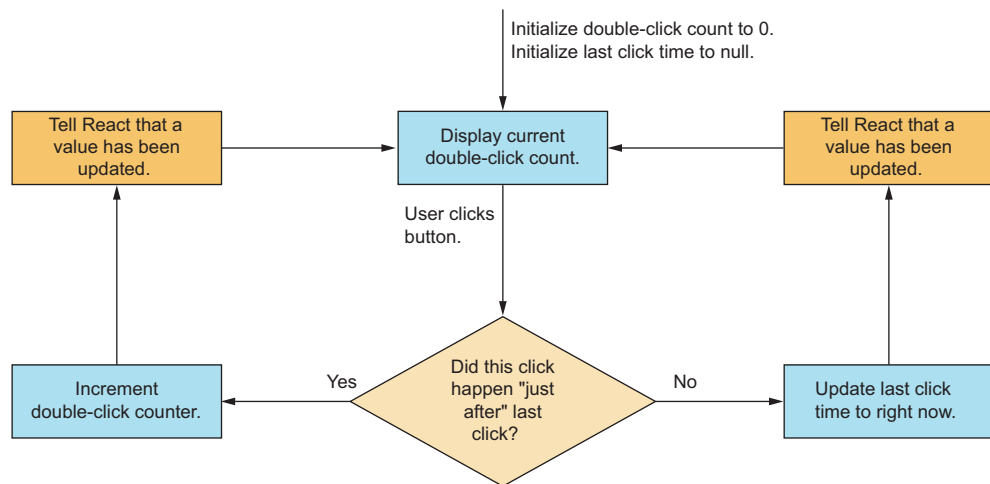 Initialize double-click count to 0.
Initialize last click time to null.
Tell React that a
value has been
updated.
Display current
double-click count.
Tell React that a
value has been
updated.
User clicks
button.
Did this click
happen "just
after" last
click?
Yes
No
Increment
double-click counter.
Update last click
time to right now.